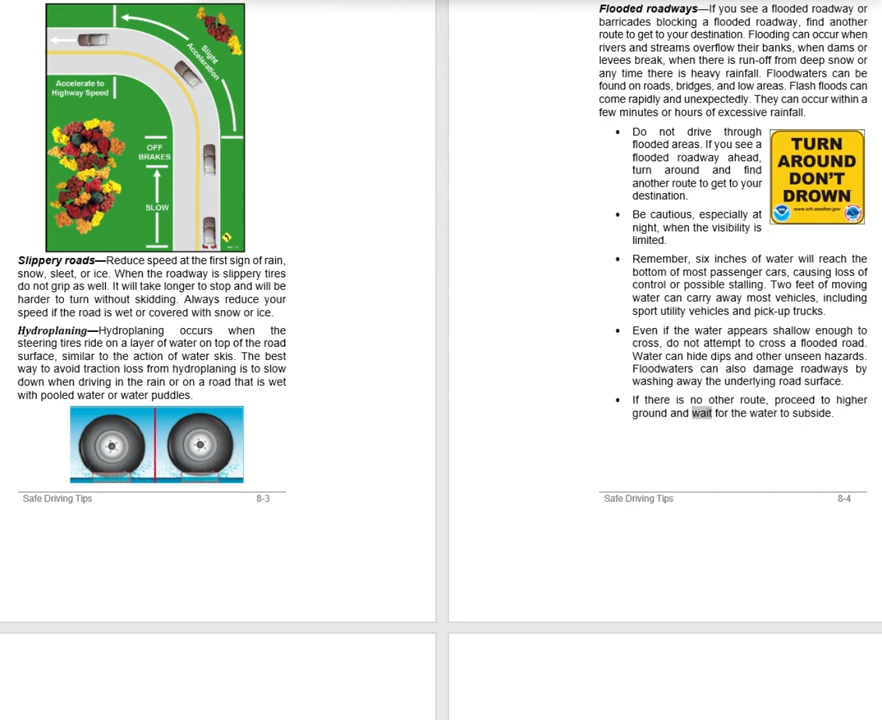 Slight
Acceleration
Accelerate to
Highway Speed
OFF
BRAKES
SLOW
Slippery roads—Reduce speed at the first sign of rain,
snow, sleet, or ice. When the roadway is slippery tires
do not grip as well. It will take longer to stop and will be
harder to turn without skidding. Always reduce your
speed if the road is wet or covered with snow or ice.
Hydroplaning—Hydroplaning occurs when the
steering tires ride on a layer of water on top of the road
surface, similar to the action of water skis. The best
way to avoid traction loss from hydroplaning is to slow
down when driving in the rain or on a road that is wet
with pooled water or water puddles.
Safe Driving Tips 8-3
Flooded roadways—If you see a flooded roadway or
barricades blocking a flooded roadway, find another
route to get to your destination. Flooding can occur when
rivers and streams overflow their banks, when dams or
levees break, when there is run-off from deep snow or
any time there is heavy rainfall. Floodwaters can be
found on roads, bridges, and low areas. Flash floods can
come rapidly and unexpectedly. They can occur within a
few minutes or hours of excessive rainfall.
• Do not drive through
flooded areas. If you see a
flooded roadway ahead,
turn around and find
another route to get to your
destination.
• Be cautious, especially at
night, when the visibility is
limited.
TURN
AROUND
DON'T
DROWN
• Remember, six inches of water will reach the
bottom of most passenger cars, causing loss of
control or possible stalling. Two feet of moving
water can carry away most vehicles, including
sport utility vehicles and pick-up trucks.
• Even if the water appears shallow enough to
cross, do not attempt to cross a flooded road.
Water can hide dips and other unseen hazards.
Floodwaters can also damage roadways by
washing away the underlying road surface.
• If there is no other route, proceed to higher
ground and wait for the water to subside.
Safe Driving Tips 8-4